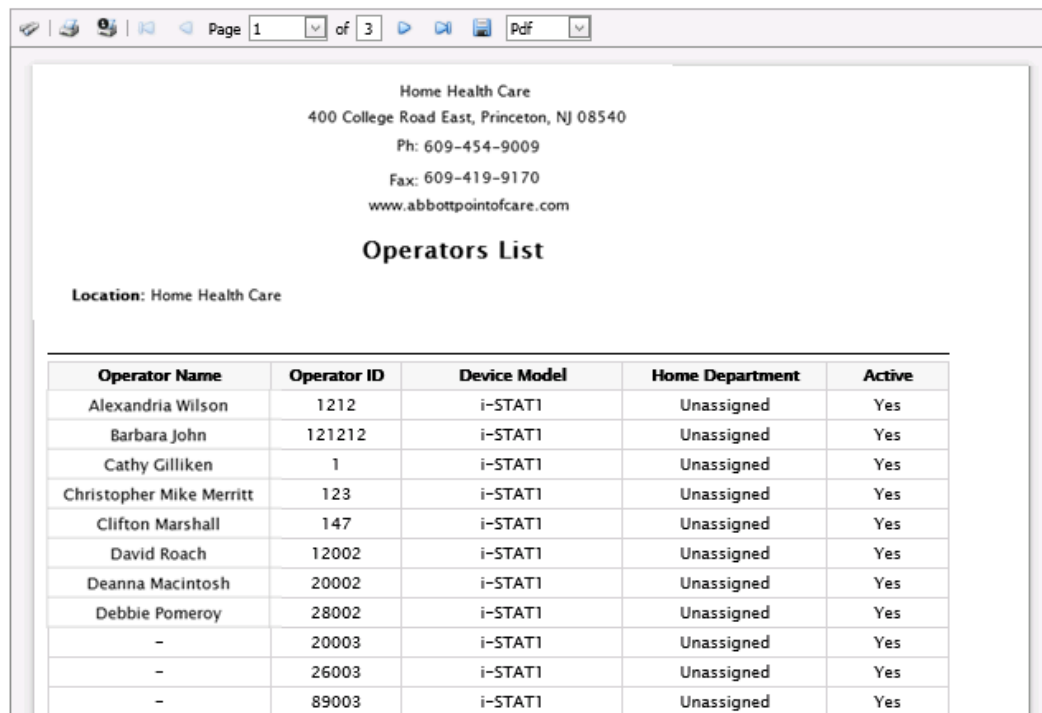 Page 1 of 3 Pdf
Home Health Care
400 College Road East, Princeton, NJ 08540
Ph: 609-454-9009
Fax: 609-419-9170
www.abbottpointofcare.com
Operators List
Location: Home Health Care
Operator Name Operator ID Device Model Home Department Active
Alexandria Wilson 1212 i-STAT1 Unassigned Yes
Barbara John 121212 i-STAT1 Unassigned Yes
Cathy Gilliken 1 i-STAT1 Unassigned Yes
Christopher Mike Merritt 123 i-STAT1 Unassigned Yes
Clifton Marshall 147 i-STAT1 Unassigned Yes
David Roach 12002 i-STAT1 Unassigned Yes
Deanna Macintosh 20002 i-STAT1 Unassigned Yes
Debbie Pomeroy 28002 i-STAT1 Unassigned Yes
- 20003 i-STAT1 Unassigned Yes
- 26003 i-STAT1 Unassigned Yes
- 89003 i-STAT1 Unassigned Yes